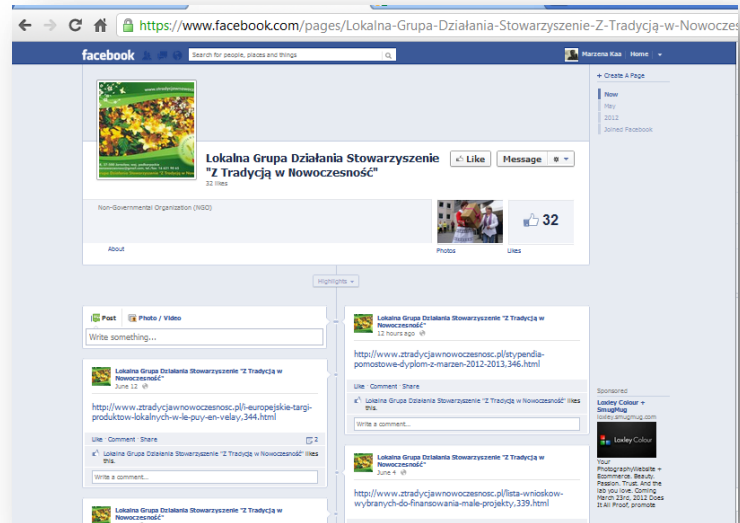 https://www.facebook.com/pages/Lokalna-Grupa-Działania-Stowarzyszenie-Z-Tradycją-w-Nowoczes
facebook
Search for people, places and things
Marzena Kaa Home
+ Create A Page
Now
May
2012
Joined Facebook
www.ztradycjawnowoczesn
Lokalna Grupa Działania Stowarzyszenie
"Z Tradycją w Nowoczesność"
32 likes
Like
Message
Non-Governmental Organization (NGO)
About
Photos
32
Likes
Highlights
Post Photo / Video
Write something...
Lokalna Grupa Działania Stowarzyszenie "Z Tradycją w
Nowoczesność"
June 12
http://www.ztradycjawnowoczesnosc.pl/i-europejskie-targi-
produktow-lokalnych-w-le-puy-en-velay,344.html
Like · Comment · Share
2
Lokalna Grupa Działania Stowarzyszenie "Z Tradycją w Nowoczesność" likes
this.
Write a comment...
Lokalna Grupa Działania Stowarzyszenie "Z Tradycją w
Nowoczesność"
Lokalna Grupa Działania Stowarzyszenie "Z Tradycją w
Nowoczesność"
12 hours ago
http://www.ztradycjawnowoczesnosc.pl/stypendia-
pomostowe-dyplom-z-marzen-2012-2013,346.html
Like · Comment · Share
Lokalna Grupa Działania Stowarzyszenie "Z Tradycją w Nowoczesność" likes
this.
Write a comment...
Lokalna Grupa Działania Stowarzyszenie "Z Tradycją w
Nowoczesność"
June 4
http://www.ztradycjawnowoczesnosc.pl/lista-wnioskow-
wybranych-do-finansowania-male-projekty,339.html
Sponsored
Loxley Colour +
SmugMug
loxley.smugmug.com
Loxley Colour
Your
PhotographyWebsite +
Ecommerce. Beauty.
Passion. Trust. And the
lab you love. Coming
March 23rd, 2012 Does
It All Proof, promote